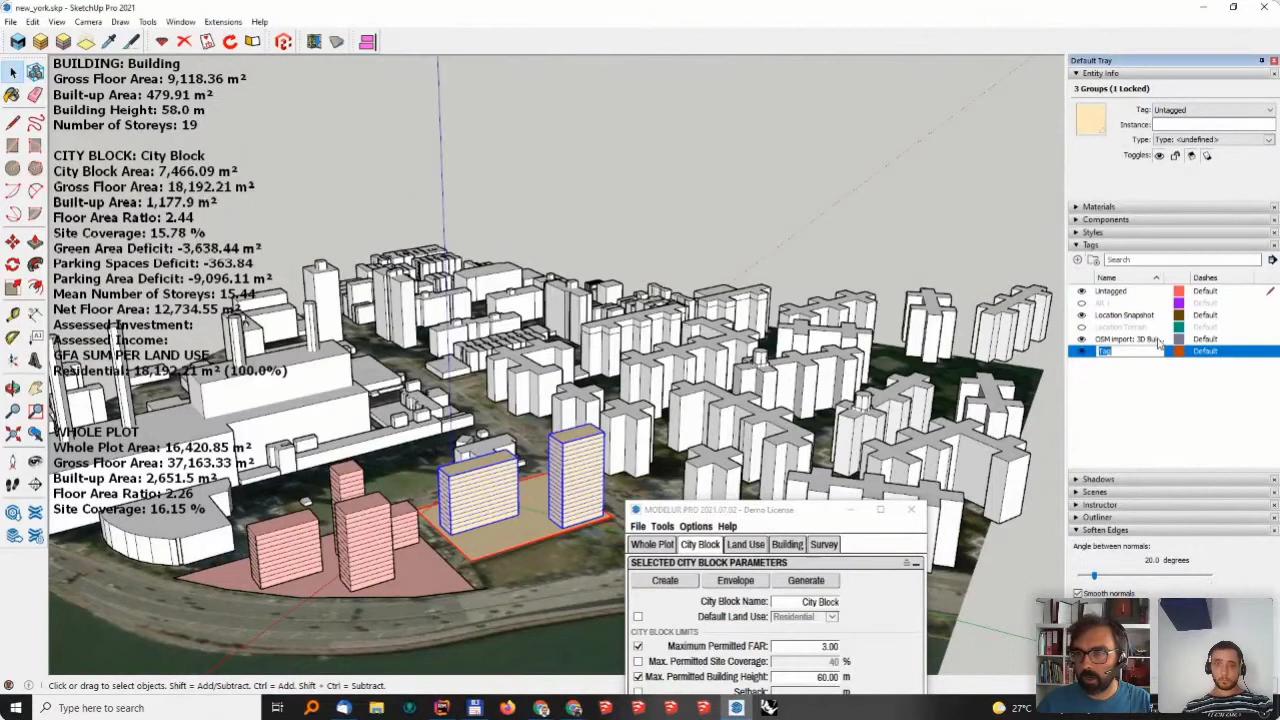 new_york.skp - SketchUp Pro 2021
File Edit View Camera Draw Tools Window Extensions Help
BUILDING: Building
Gross Floor Area: 9,118.36 m²
Built-up Area: 479.91 m²
Building Height: 58.0 m
Number of Storeys: 19
CITY BLOCK: City Block
City Block Area: 7,466.09 m²
Gross Floor Area: 18,192.21 m²
Built-up Area: 1,177.9 m²
Floor Area Ratio: 2.44
Site Coverage: 15.78 %
Green Area Deficit: -3,638.44 m²
Parking Spaces Deficit: -363.84
Parking Area Deficit: -9,096.11 m²
Mean Number of Storeys: 15.44
Net Floor Area: 12,734.55 m²
Assessed Investment:
Assessed Income:
GFA SUM PER LAND USE
Residential: 18,192.21 m² (100.0%)
WHOLE PLOT
Whole Plot Area: 16,420.85 m²
Gross Floor Area: 37,163.33 m²
Built-up Area: 2,651.5 m²
Floor Area Ratio: 2.26
Site Coverage: 16.15 %
MODELUR PRO 2021.07.02 - Demo License
File Tools Options Help
Whole Plot City Block Land Use Building Survey
SELECTED CITY BLOCK PARAMETERS
Create Envelope Generate
City Block Name: City Block
Default Land Use: Residential
CITY BLOCK LIMITS
Maximum Permitted FAR: 3.00
Max. Permitted Site Coverage: 40 %
Max. Permitted Building Height: 60.00 m
Setback: m
Default Tray
Entity Info
3 Groups (1 Locked)
Tag: Untagged
Instance:
Type: Type: <undefined>
Toggles:
Materials
Components
Styles
Tags
Search
Name Dashes
Untagged Default
Default
Location Snapshot Default
Location Terrain Default
OSM Import: 3D Buil Default
Tag Default
Shadows
Scenes
Instructor
Outliner
Soften Edges
Angle between normals:
20.0 degrees
Smooth normals
Click or drag to select objects. Shift = Add/Subtract. Ctrl = Add. Shift + Ctrl = Subtract.
Type here to search
27°C